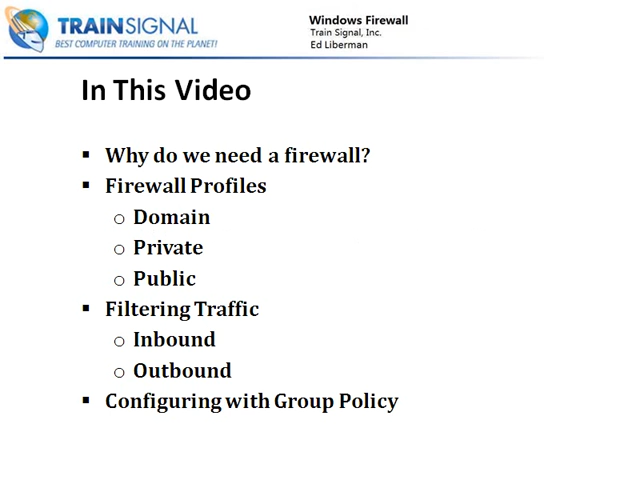 TRAINSIGNAL
BEST COMPUTER TRAINING ON THE PLANET!
Windows Firewall
Train Signal, Inc.
Ed Liberman
In This Video
▪ Why do we need a firewall?
▪ Firewall Profiles
o Domain
o Private
o Public
▪ Filtering Traffic
o Inbound
o Outbound
▪ Configuring with Group Policy